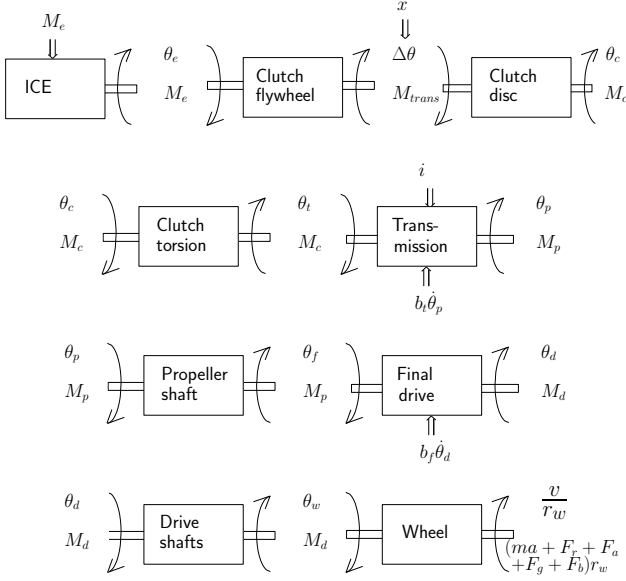 M_e
x
ICE
θ_e
M_e
Clutch
flywheel
Δθ
M_{trans}
Clutch
disc
θ_c
M_c
θ_c
M_c
Clutch
torsion
θ_t
M_c
i
Trans-
mission
b_t θ̇_p
θ_p
M_p
θ_p
M_p
Propeller
shaft
θ_f
M_p
Final
drive
b_f θ̇_d
θ_d
M_d
θ_d
M_d
Drive
shafts
θ_w
M_d
Wheel
v
r_w
(ma + F_r + F_a
+F_g + F_b)r_w